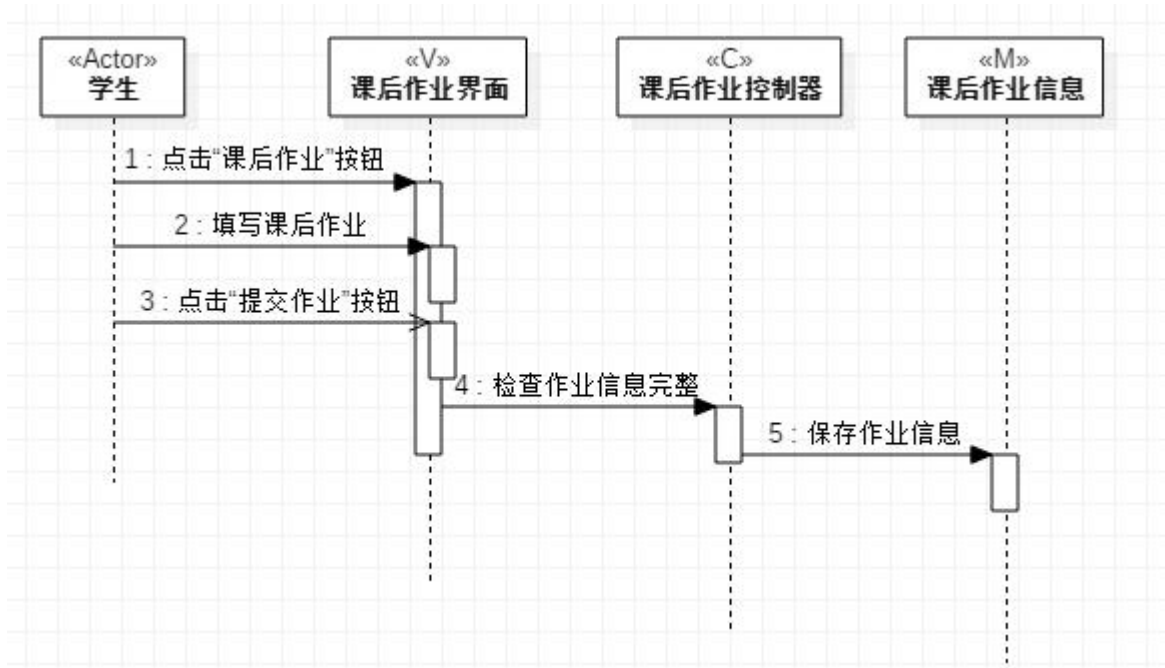 «Actor»
学生
«V»
课后作业界面
«C»
课后作业控制器
«M»
课后作业信息
1 : 点击“课后作业”按钮
2 : 填写课后作业
3 : 点击“提交作业”按钮
4 : 检查作业信息完整
5 : 保存作业信息